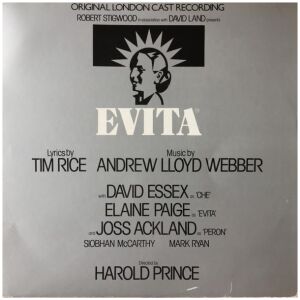 ORIGINAL LONDON CAST RECORDING
ROBERT STIGWOOD in association with DAVID LAND presents
EVITA
Lyrics by Music by
TIM RICE ANDREW LLOYD WEBBER
with DAVID ESSEX as 'CHE'
ELAINE PAIGE as 'EVITA'
and JOSS ACKLAND as 'PERON'
SIOBHAN McCARTHY MARK RYAN
Directed by
HAROLD PRINCE